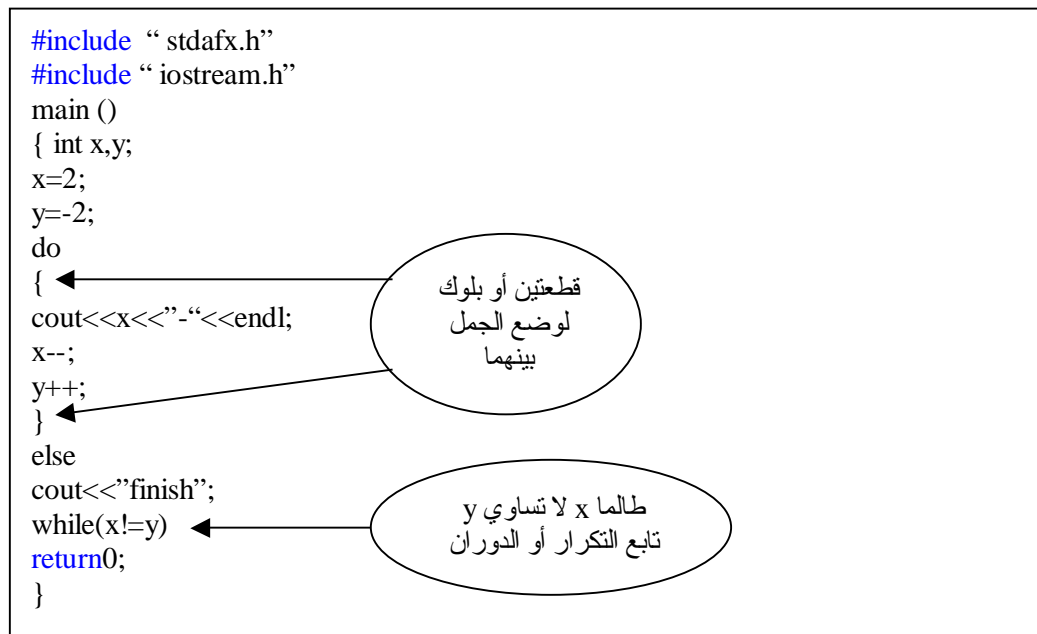 #include “ stdafx.h”
#include “ iostream.h”
main ()
{ int x,y;
x=2;
y=-2;
do
{
cout<<x<<”-“<<endl;
x--;
y++;
}
else
cout<<”finish”;
while(x!=y)
return0;
}
قطعتين أو بلوك
لوضع الجمل
بينهما
طالما x لا تساوي y
تابع التكرار أو الدوران